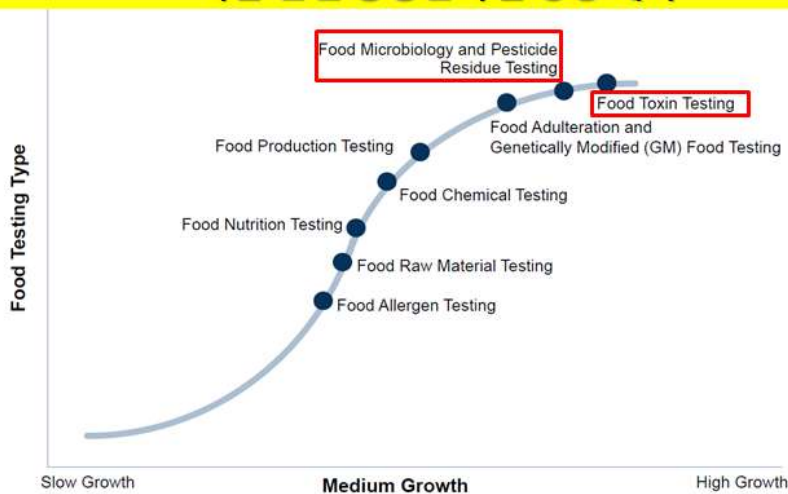 Food Microbiology and Pesticide
Residue Testing
Food Toxin Testing
Food Adulteration and
Genetically Modified (GM) Food Testing
Food Production Testing
Food Chemical Testing
Food Nutrition Testing
Food Raw Material Testing
Food Allergen Testing
Food Testing Type
Slow Growth
Medium Growth
High Growth